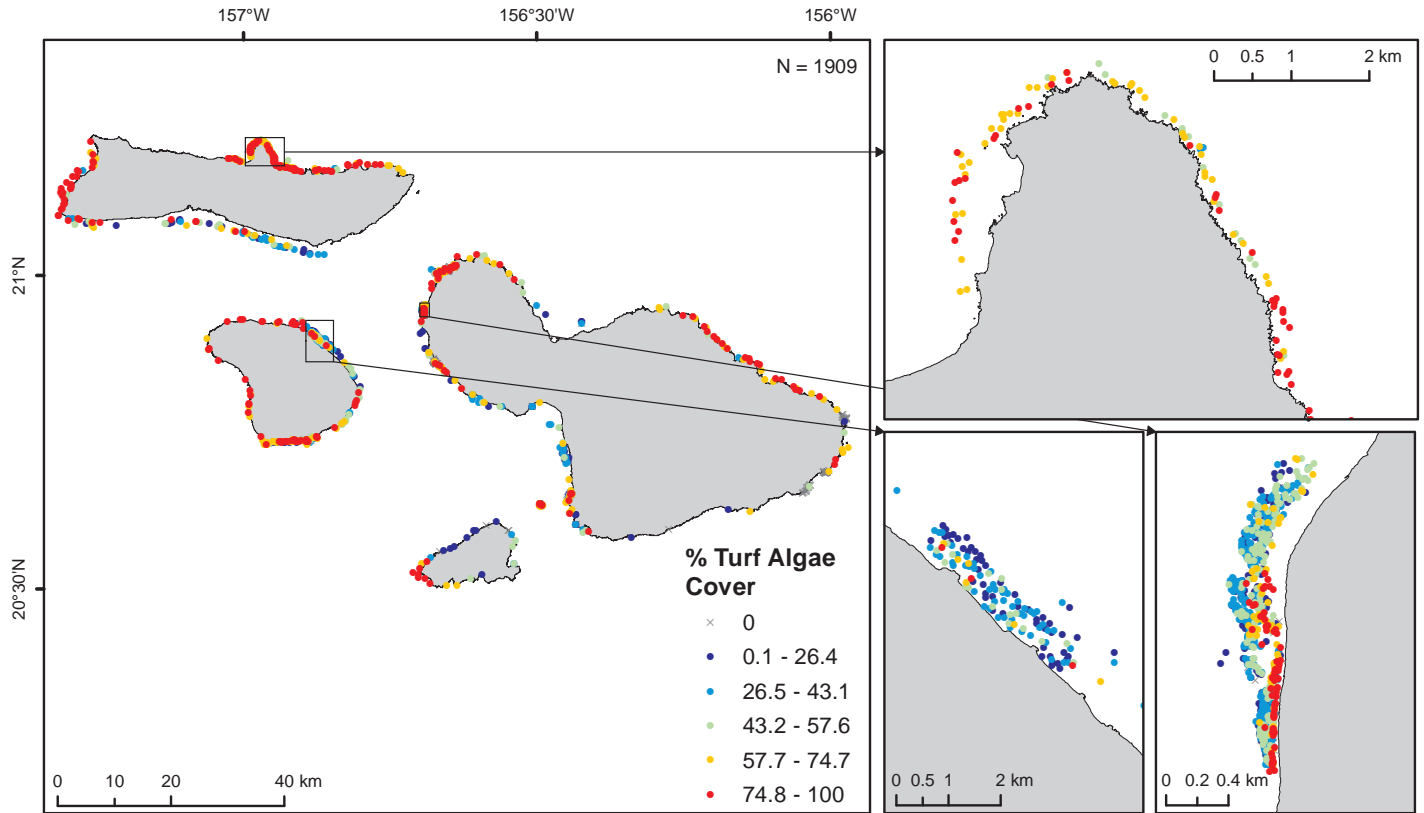 157°W
156°30'W
156°W
N = 1909
21°N
20°30'N
% Turf Algae
Cover
0
0.1 - 26.4
26.5 - 43.1
43.2 - 57.6
57.7 - 74.7
74.8 - 100
0 10 20 40 km
0 0.5 1 2 km
0 0.5 1 2 km
0 0.2 0.4 km